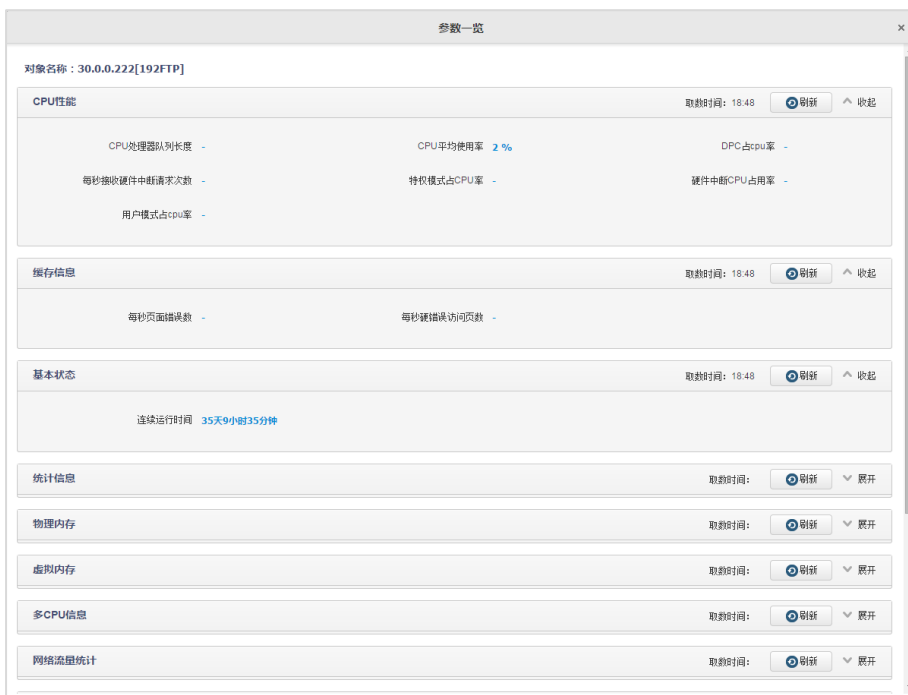 参数一览 ×
对象名称：30.0.0.222[192FTP]
CPU性能 取数时间: 18:48 刷新 收起
CPU处理器队列长度 - CPU平均使用率 2 % DPC占cpu率 -
每秒接收硬件中断请求次数 - 特权模式占CPU率 - 硬件中断CPU占用率 -
用户模式占cpu率 -
缓存信息 取数时间: 18:48 刷新 收起
每秒页面错误数 - 每秒硬错误访问页数 -
基本状态 取数时间: 18:48 刷新 收起
连续运行时间 35天9小时35分钟
统计信息 取数时间: 刷新 展开
物理内存 取数时间: 刷新 展开
虚拟内存 取数时间: 刷新 展开
多CPU信息 取数时间: 刷新 展开
网络流量统计 取数时间: 刷新 展开